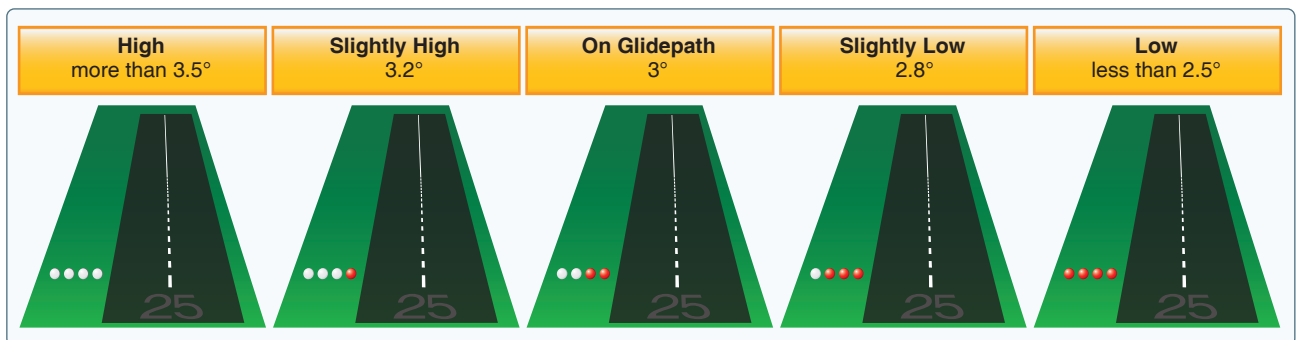 High
more than 3.5°
Slightly High
3.2°
On Glidepath
3°
Slightly Low
2.8°
Low
less than 2.5°
25
25
25
25
25